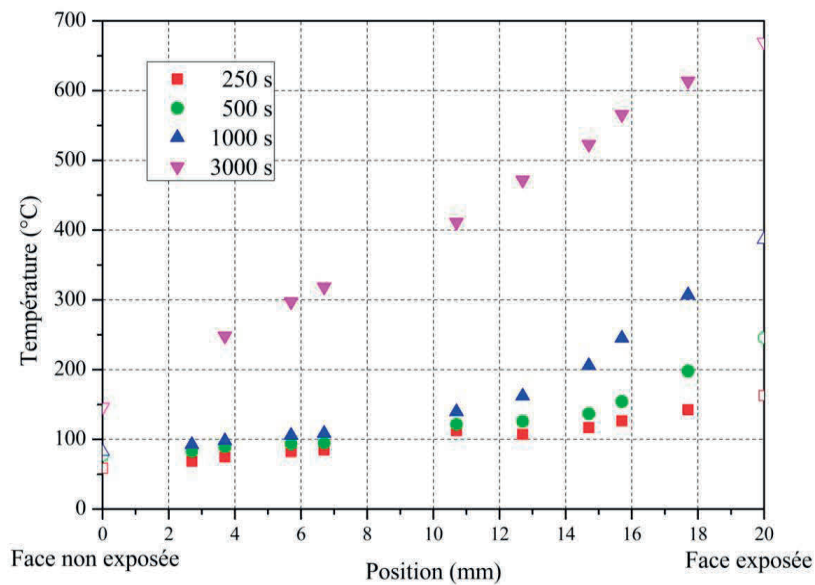 700
600
500
400
300
200
100
0
Température (°C)
250 s
500 s
1000 s
3000 s
0 2 4 6 8 10 12 14 16 18 20
Face non exposée
Position (mm)
Face exposée